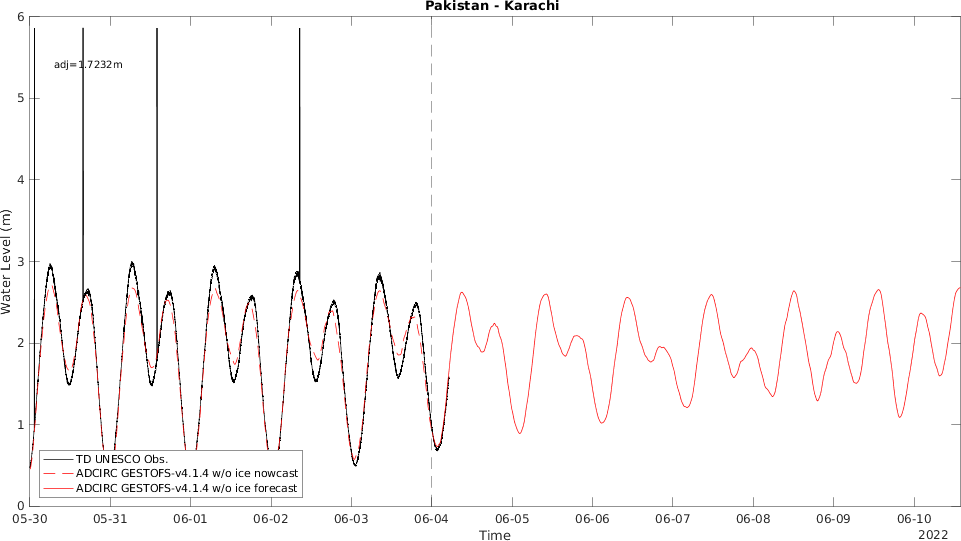 Pakistan - Karachi
6
adj=1.7232m
5
4
3
2
1
0
Water Level (m)
TD UNESCO Obs.
ADCIRC GESTOFS-v4.1.4 w/o ice nowcast
ADCIRC GESTOFS-v4.1.4 w/o ice forecast
05-30 05-31 06-01 06-02 06-03 06-04 06-05 06-06 06-07 06-08 06-09 06-10
Time
2022